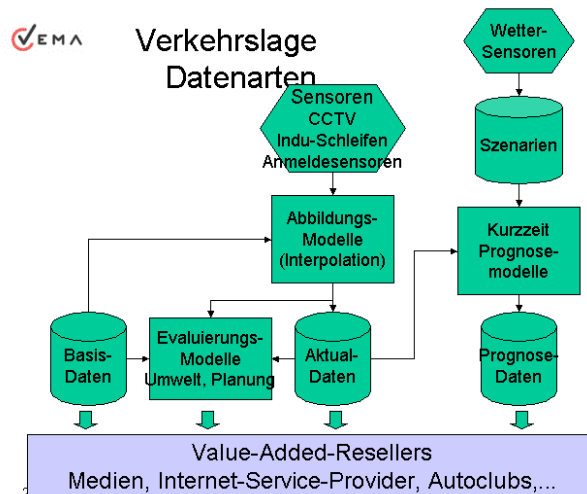 VEMA
Verkehrslage
Datenarten
Wetter-
Sensoren
Sensoren
CCTV
Indu-Schleifen
Anmeldesensoren
Szenarien
Abbildungs-
Modelle
(Interpolation)
Kurzzeit
Prognose-
modelle
Basis-
Daten
Evaluierungs-
Modelle
Umwelt, Planung
Aktual-
Daten
Prognose-
Daten
Value-Added-Resellers
Medien, Internet-Service-Provider, Autoclubs,...